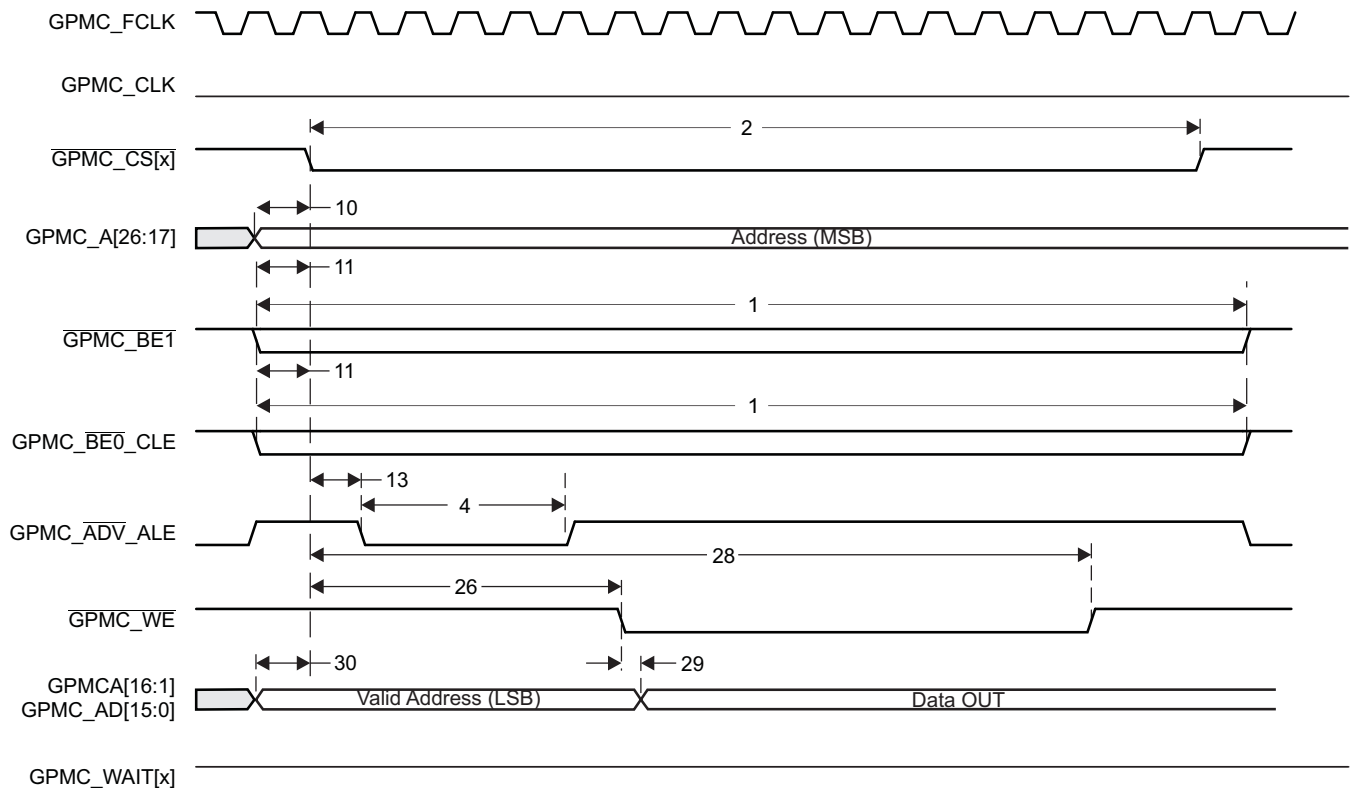 GPMC_FCLK
GPMC_CLK
2
GPMC_CS[x]
10
GPMC_A[26:17]
Address (MSB)
11
1
GPMC_BE1
11
1
GPMC_BE0_CLE
13
4
GPMC_ADV_ALE
28
26
GPMC_WE
30
29
GPMCA[16:1]
GPMC_AD[15:0]
Valid Address (LSB)
Data OUT
GPMC_WAIT[x]